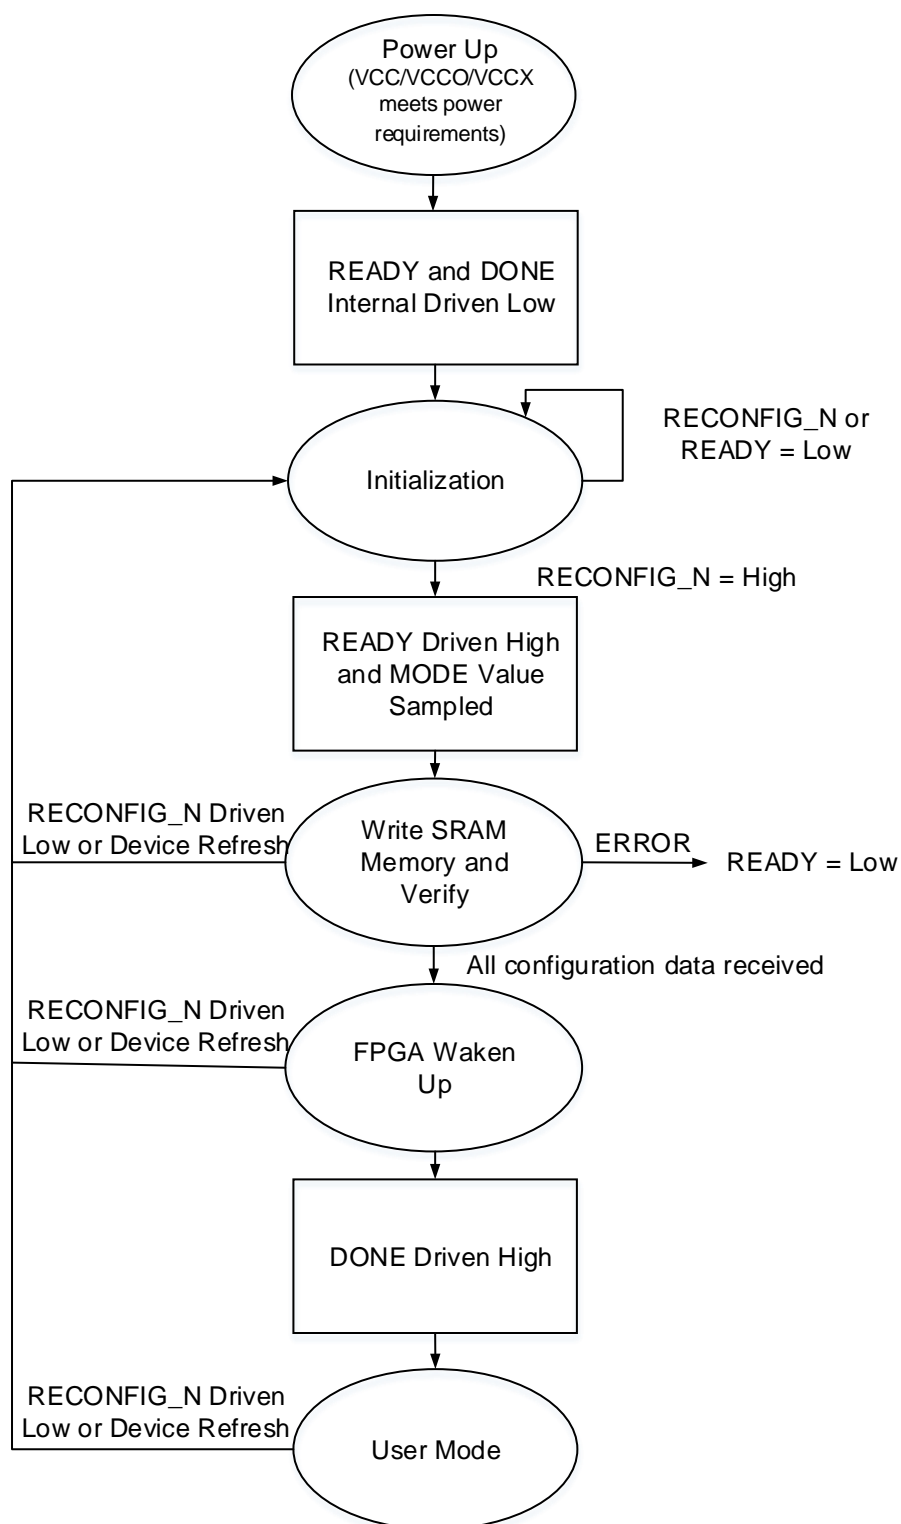 Power Up
(VCC/VCCO/VCCX
meets power
requirements)
READY and DONE
Internal Driven Low
RECONFIG_N or
READY = Low
Initialization
RECONFIG_N = High
READY Driven High
and MODE Value
Sampled
RECONFIG_N Driven
Low or Device Refresh
Write SRAM
Memory and
Verify
ERROR
READY = Low
All configuration data received
RECONFIG_N Driven
Low or Device Refresh
FPGA Waken
Up
DONE Driven High
RECONFIG_N Driven
Low or Device Refresh
User Mode